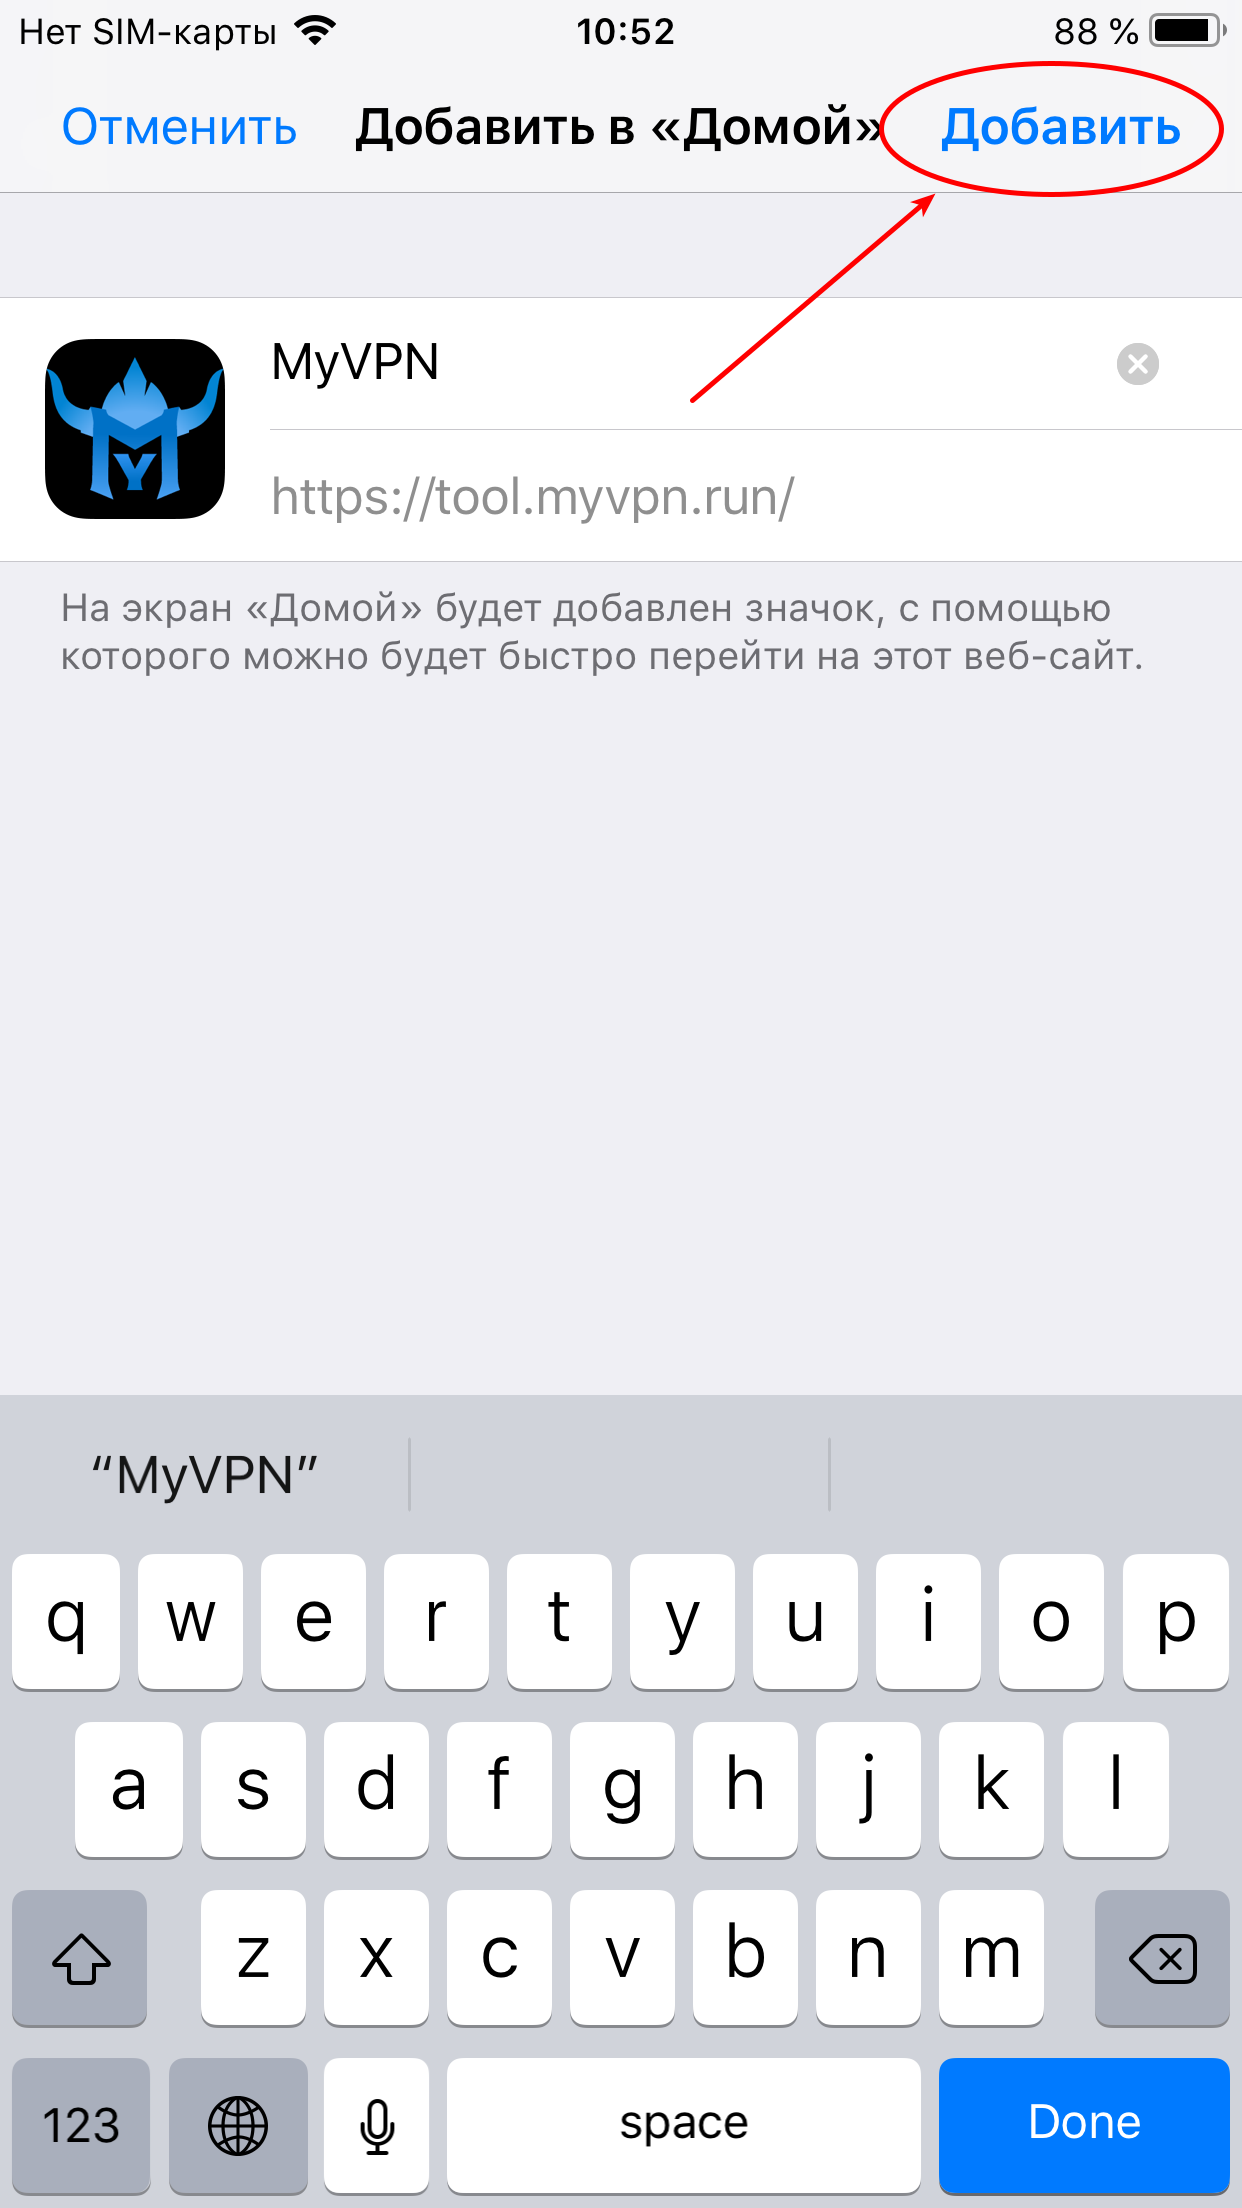 Нет SIM-карты 10:52 88 %
Отменить Добавить в «Домой» Добавить
MyVPN
My
https://tool.myvpn.run/
На экран «Домой» будет добавлен значок, с помощью
которого можно будет быстро перейти на этот веб-сайт.
“MyVPN”
q w e r t y u i o p
a s d f g h j k l
z x c v b n m
123 space Done